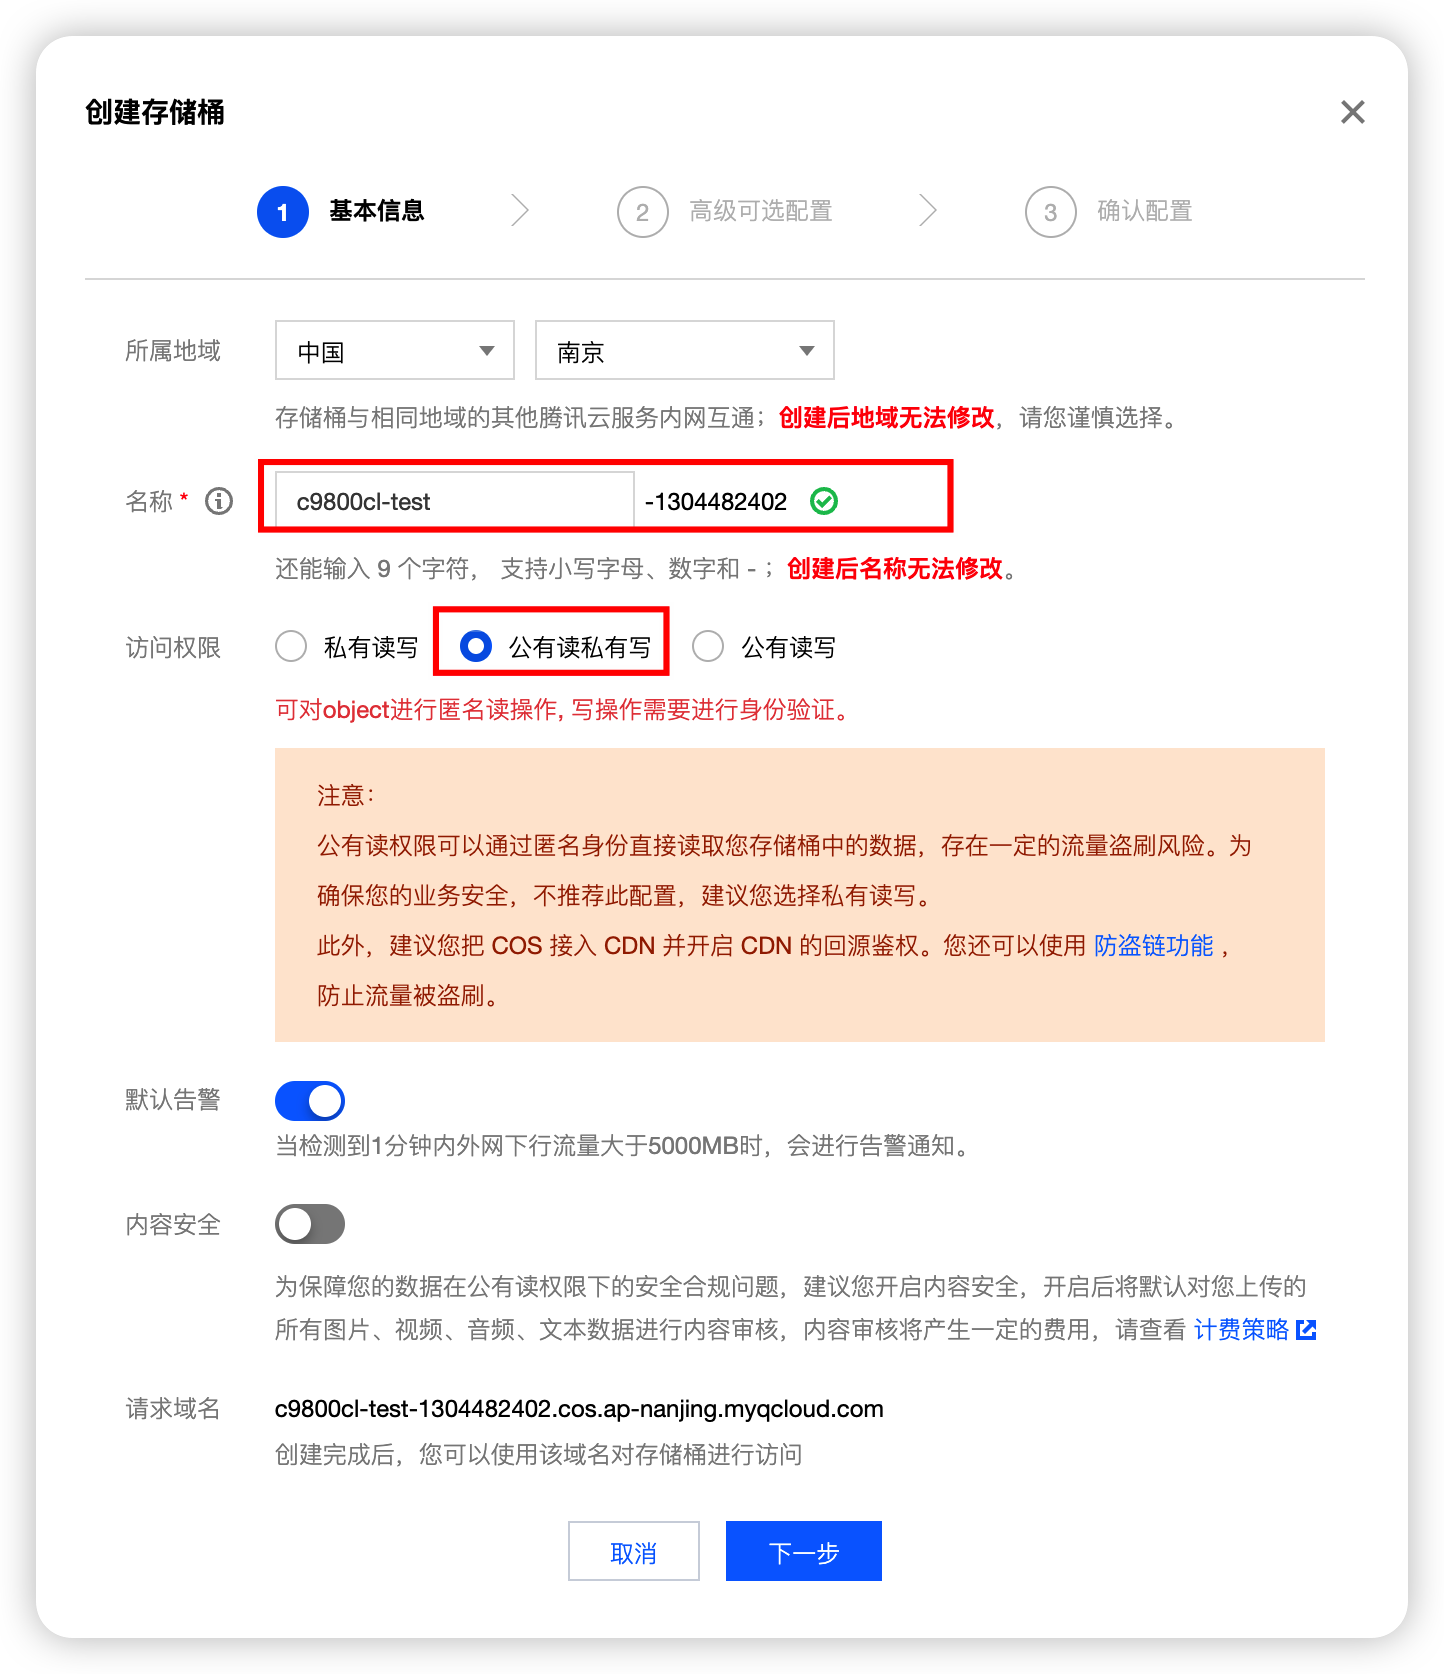 创建存储桶
1 基本信息 2 高级可选配置 3 确认配置
所属地域 中国 南京
存储桶与相同地域的其他腾讯云服务内网互通；创建后地域无法修改，请您谨慎选择。
名称 * c9800cl-test -1304482402
还能输入 9 个字符， 支持小写字母、数字和 - ；创建后名称无法修改。
访问权限 私有读写 公有读私有写 公有读写
可对object进行匿名读操作, 写操作需要进行身份验证。
注意：
公有读权限可以通过匿名身份直接读取您存储桶中的数据，存在一定的流量盗刷风险。为
确保您的业务安全，不推荐此配置，建议您选择私有读写。
此外，建议您把 COS 接入 CDN 并开启 CDN 的回源鉴权。您还可以使用 防盗链功能 ，
防止流量被盗刷。
默认告警
当检测到1分钟内外网下行流量大于5000MB时，会进行告警通知。
内容安全
为保障您的数据在公有读权限下的安全合规问题，建议您开启内容安全，开启后将默认对您上传的
所有图片、视频、音频、文本数据进行内容审核，内容审核将产生一定的费用，请查看 计费策略
请求域名 c9800cl-test-1304482402.cos.ap-nanjing.myqcloud.com
创建完成后，您可以使用该域名对存储桶进行访问
取消 下一步